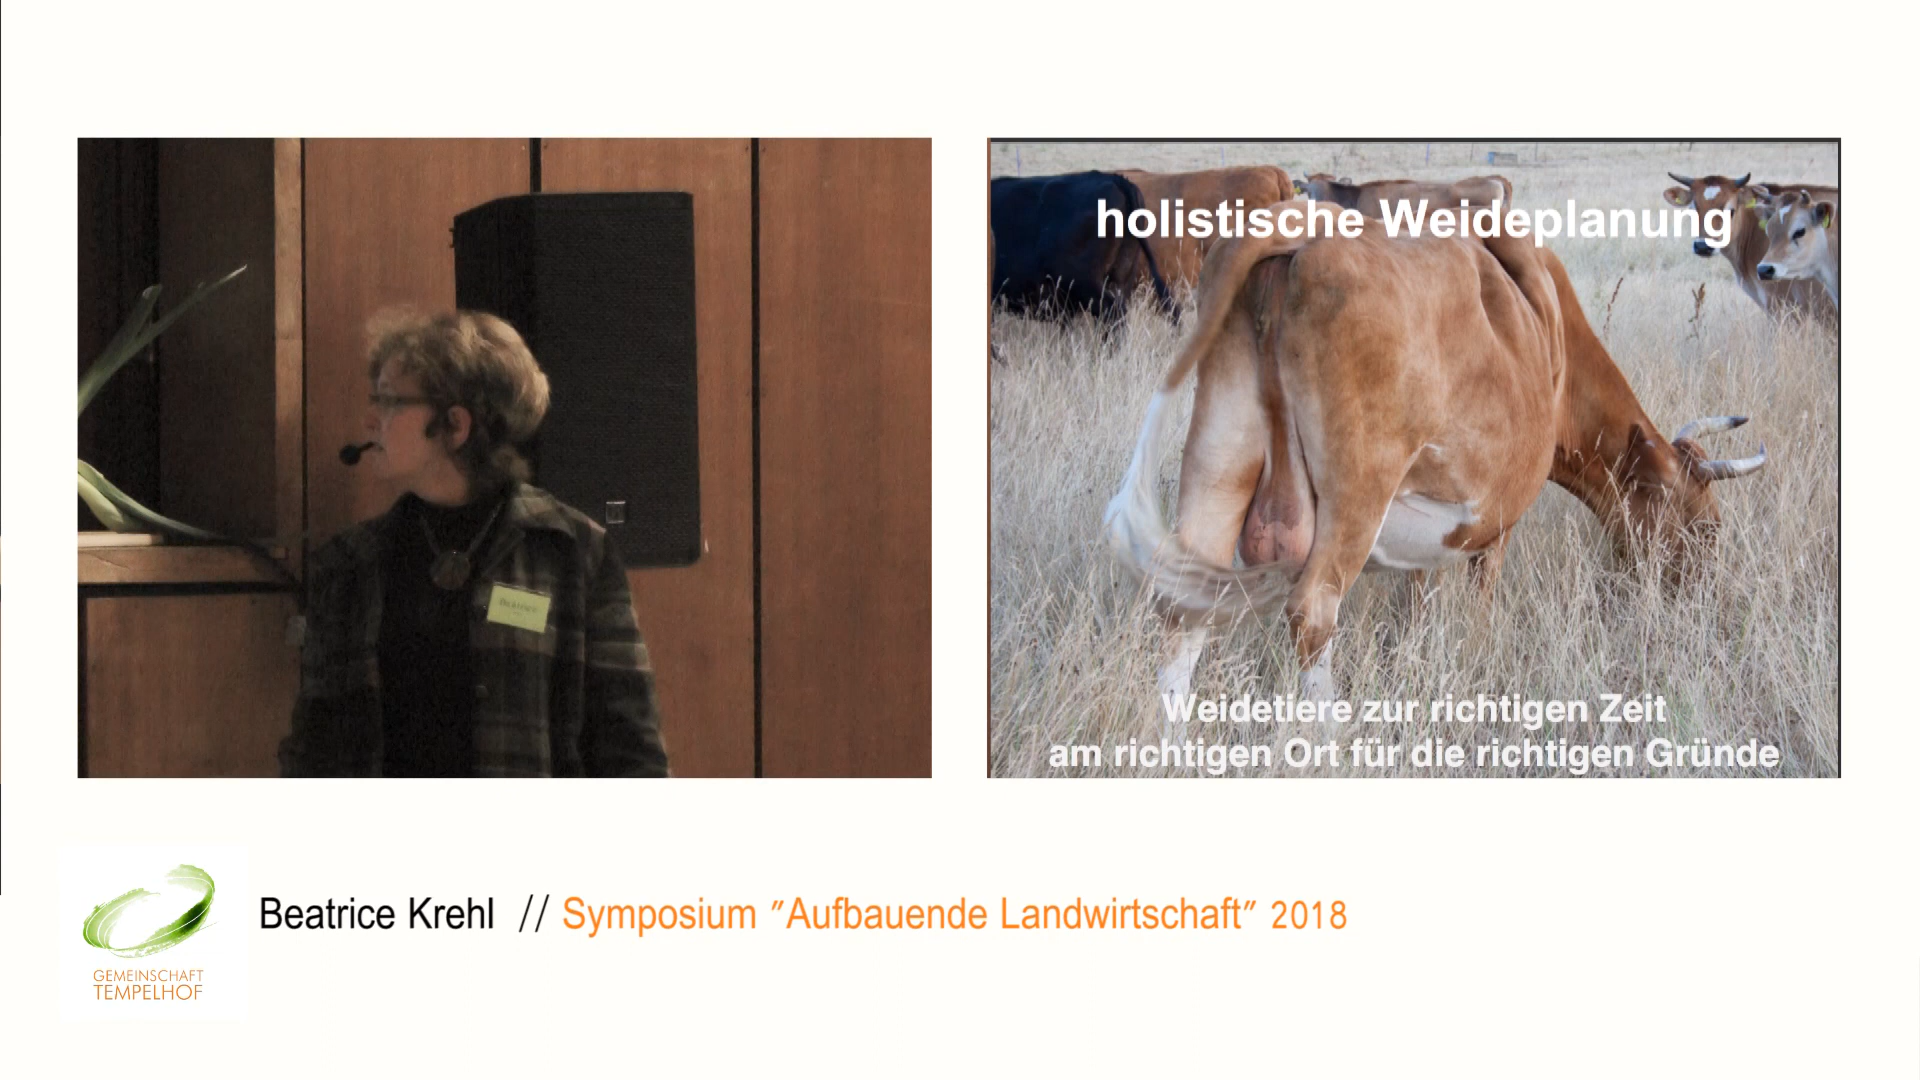 holistische Weideplanung
Weidetiere zur richtigen Zeit
am richtigen Ort für die richtigen Gründe
Beatrice
Beatrice Krehl // Symposium "Aufbauende Landwirtschaft" 2018
GEMEINSCHAFT
TEMPELHOF